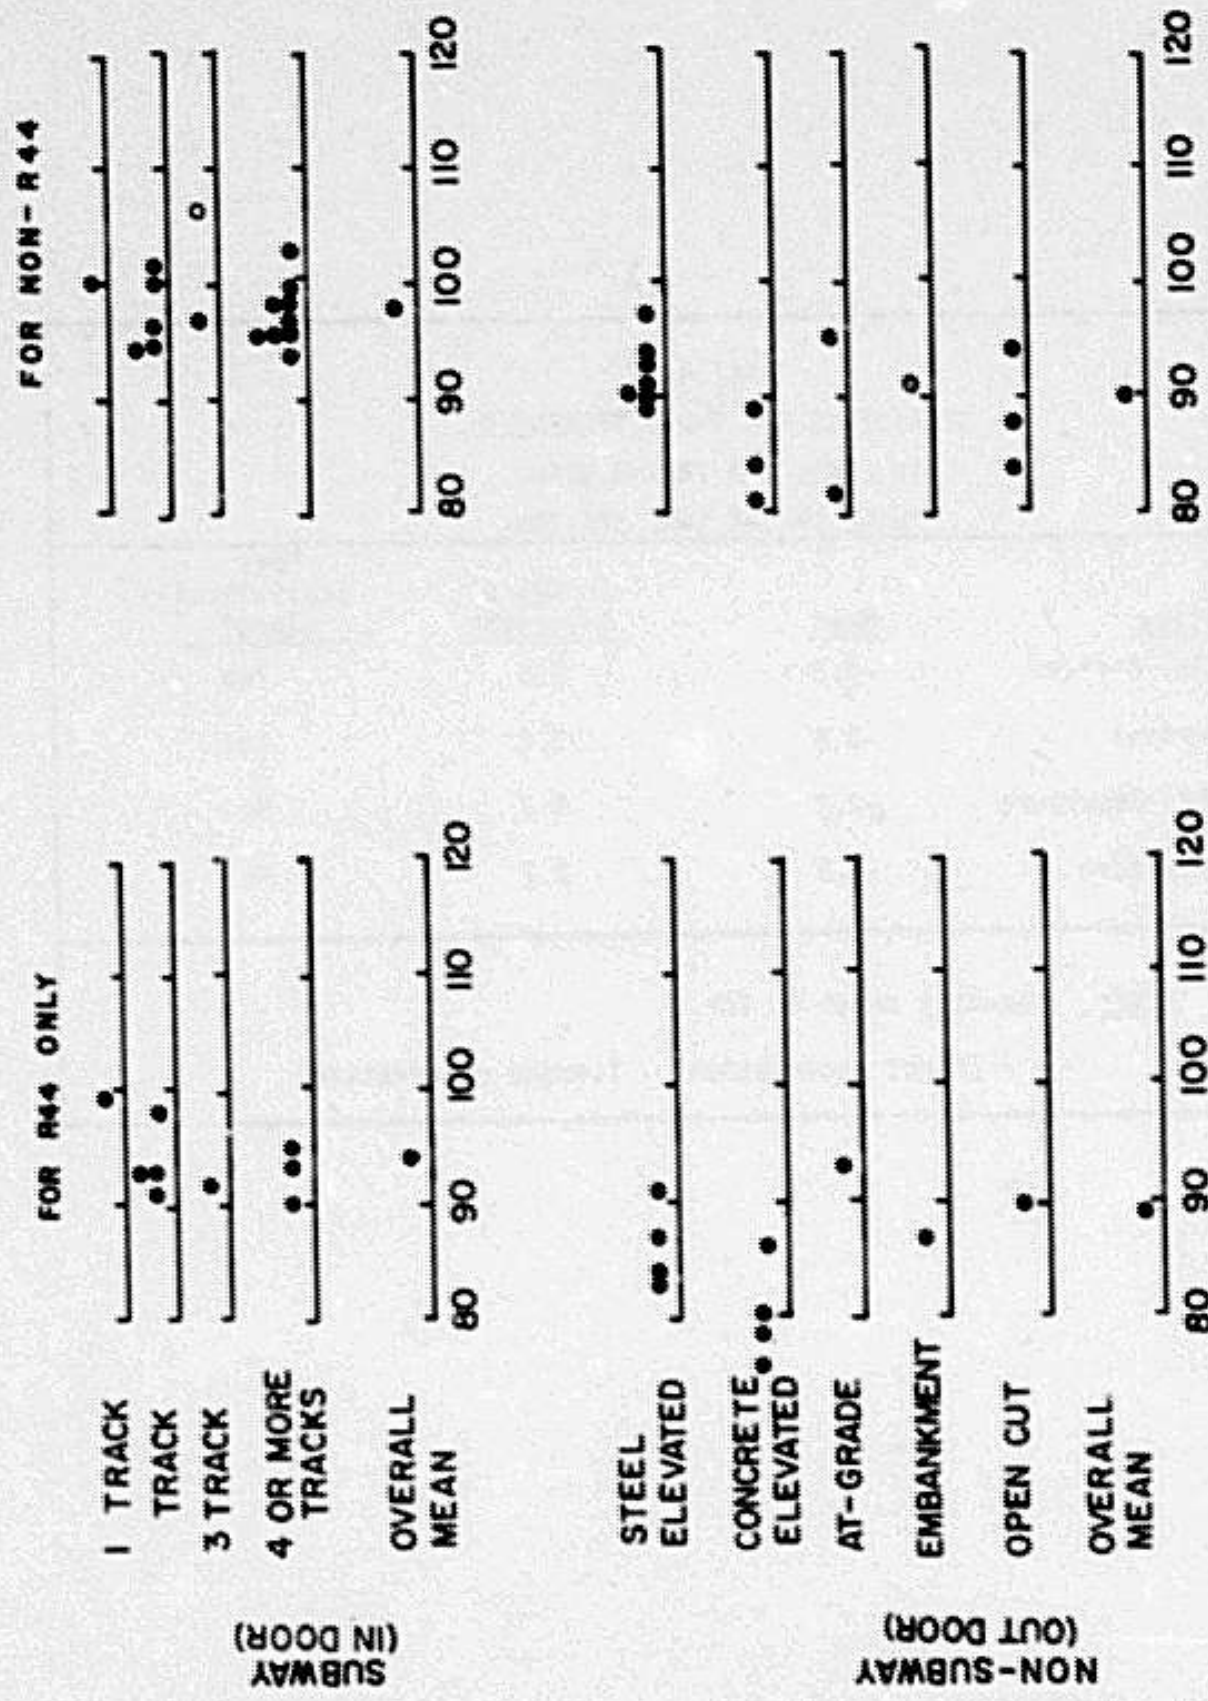 FOR R44 ONLY
FOR NON-R44
SUBWAY
(IN DOOR)
1 TRACK
TRACK
3 TRACK
4 OR MORE
TRACKS
OVERALL
MEAN
80 90 100 110 120
80 90 100 110 120
NON-SUBWAY
(OUT DOOR)
STEEL
ELEVATED
CONCRETE
ELEVATED
AT-GRADE
EMBANKMENT
OPEN CUT
OVERALL
MEAN
80 90 100 110 120
80 90 100 110 120